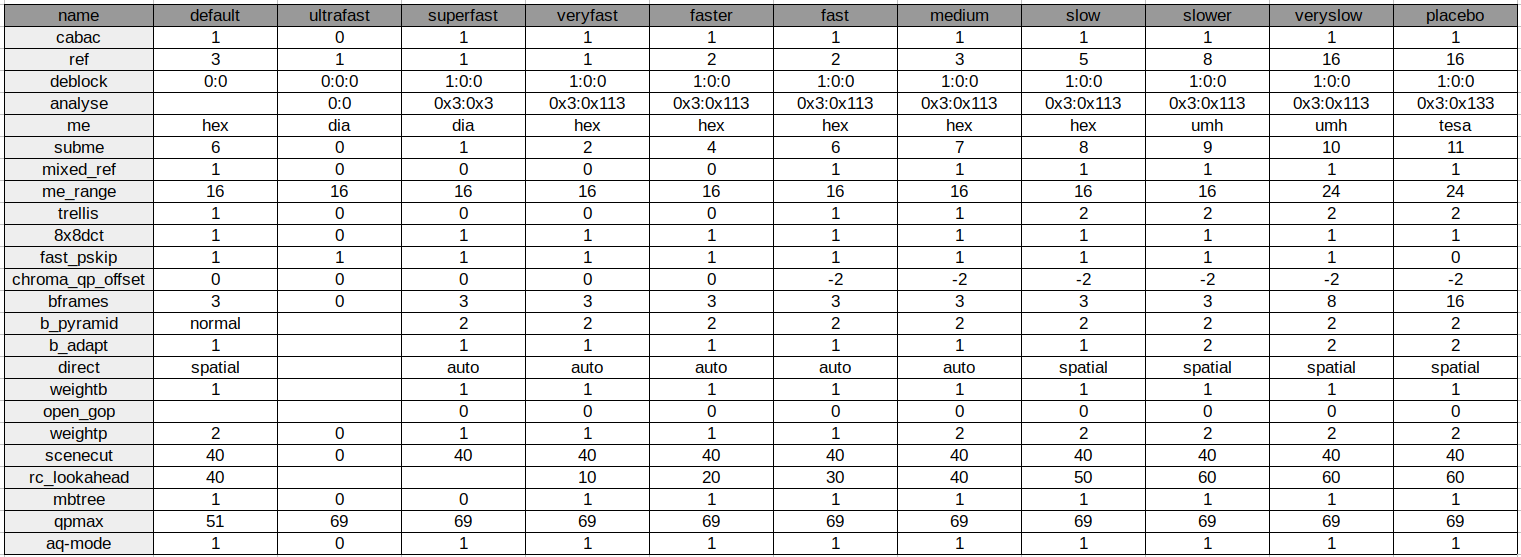 name default ultrafast superfast veryfast faster fast medium slow slower veryslow placebo
cabac 1 0 1 1 1 1 1 1 1 1 1
ref 3 1 1 1 2 2 3 5 8 16 16
deblock 0:0 0:0:0 1:0:0 1:0:0 1:0:0 1:0:0 1:0:0 1:0:0 1:0:0 1:0:0 1:0:0
analyse 0:0 0x3:0x3 0x3:0x113 0x3:0x113 0x3:0x113 0x3:0x113 0x3:0x113 0x3:0x113 0x3:0x113 0x3:0x133
me hex dia dia hex hex hex hex hex umh umh tesa
subme 6 0 1 2 4 6 7 8 9 10 11
mixed_ref 1 0 0 0 0 1 1 1 1 1 1
me_range 16 16 16 16 16 16 16 16 16 24 24
trellis 1 0 0 0 0 1 1 2 2 2 2
8x8dct 1 0 1 1 1 1 1 1 1 1 1
fast_pskip 1 1 1 1 1 1 1 1 1 1 0
chroma_qp_offset 0 0 0 0 0 -2 -2 -2 -2 -2 -2
bframes 3 0 3 3 3 3 3 3 3 8 16
b_pyramid normal 2 2 2 2 2 2 2 2 2
b_adapt 1 1 1 1 1 1 1 2 2 2
direct spatial auto auto auto auto auto spatial spatial spatial spatial
weightb 1 1 1 1 1 1 1 1 1 1
open_gop 0 0 0 0 0 0 0 0 0
weightp 2 0 1 1 1 1 2 2 2 2 2
scenecut 40 0 40 40 40 40 40 40 40 40 40
rc_lookahead 40 10 20 30 40 50 60 60 60
mbtree 1 0 0 1 1 1 1 1 1 1 1
qpmax 51 69 69 69 69 69 69 69 69 69 69
aq-mode 1 0 1 1 1 1 1 1 1 1 1